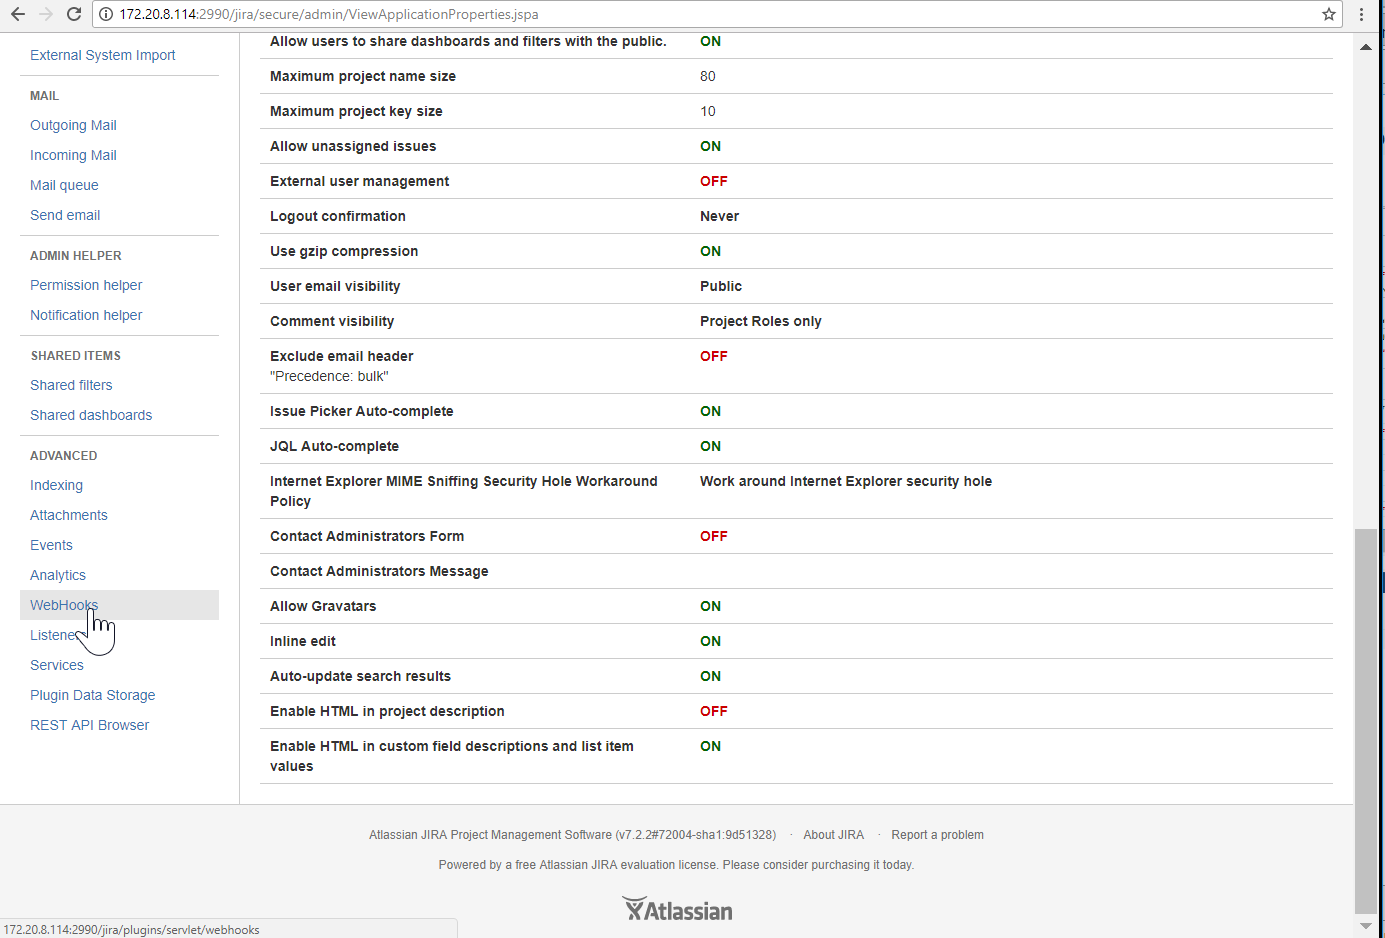 172.20.8.114:2990/jira/secure/admin/ViewApplicationProperties.jspa
External System Import
MAIL
Outgoing Mail
Incoming Mail
Mail queue
Send email
ADMIN HELPER
Permission helper
Notification helper
SHARED ITEMS
Shared filters
Shared dashboards
ADVANCED
Indexing
Attachments
Events
Analytics
WebHooks
Listene
Services
Plugin Data Storage
REST API Browser
Allow users to share dashboards and filters with the public. ON
Maximum project name size 80
Maximum project key size 10
Allow unassigned issues ON
External user management OFF
Logout confirmation Never
Use gzip compression ON
User email visibility Public
Comment visibility Project Roles only
Exclude email header OFF
"Precedence: bulk"
Issue Picker Auto-complete ON
JQL Auto-complete ON
Internet Explorer MIME Sniffing Security Hole Workaround Work around Internet Explorer security hole
Policy
Contact Administrators Form OFF
Contact Administrators Message
Allow Gravatars ON
Inline edit ON
Auto-update search results ON
Enable HTML in project description OFF
Enable HTML in custom field descriptions and list item ON
values
Atlassian JIRA Project Management Software (v7.2.2#72004-sha1:9d51328) · About JIRA · Report a problem
Powered by a free Atlassian JIRA evaluation license. Please consider purchasing it today.
Atlassian
172.20.8.114:2990/jira/plugins/servlet/webhooks